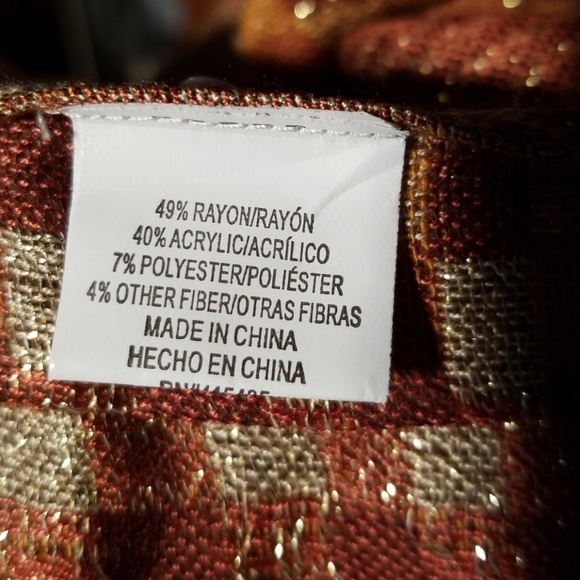 49% RAYON/RAYÓN
40% ACRYLIC/ACRÍLICO
7% POLYESTER/POLIÉSTER
4% OTHER FIBER/OTRAS FIBRAS
MADE IN CHINA
HECHO EN CHINA